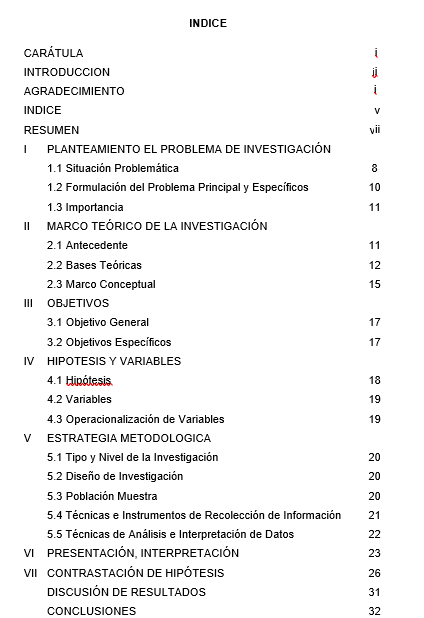 INDICE
CARÁTULA i
INTRODUCCION ii
AGRADECIMIENTO i
INDICE v
RESUMEN vii
I PLANTEAMIENTO EL PROBLEMA DE INVESTIGACIÓN
1.1 Situación Problemática 8
1.2 Formulación del Problema Principal y Específicos 10
1.3 Importancia 11
II MARCO TEÓRICO DE LA INVESTIGACIÓN
2.1 Antecedente 11
2.2 Bases Teóricas 12
2.3 Marco Conceptual 15
III OBJETIVOS
3.1 Objetivo General 17
3.2 Objetivos Específicos 17
IV HIPOTESIS Y VARIABLES
4.1 Hipótesis 18
4.2 Variables 19
4.3 Operacionalización de Variables 19
V ESTRATEGIA METODOLOGICA
5.1 Tipo y Nivel de la Investigación 20
5.2 Diseño de Investigación 20
5.3 Población Muestra 20
5.4 Técnicas e Instrumentos de Recolección de Información 21
5.5 Técnicas de Análisis e Interpretación de Datos 22
VI PRESENTACIÓN, INTERPRETACIÓN 23
VII CONTRASTACIÓN DE HIPÓTESIS 26
DISCUSIÓN DE RESULTADOS 31
CONCLUSIONES 32